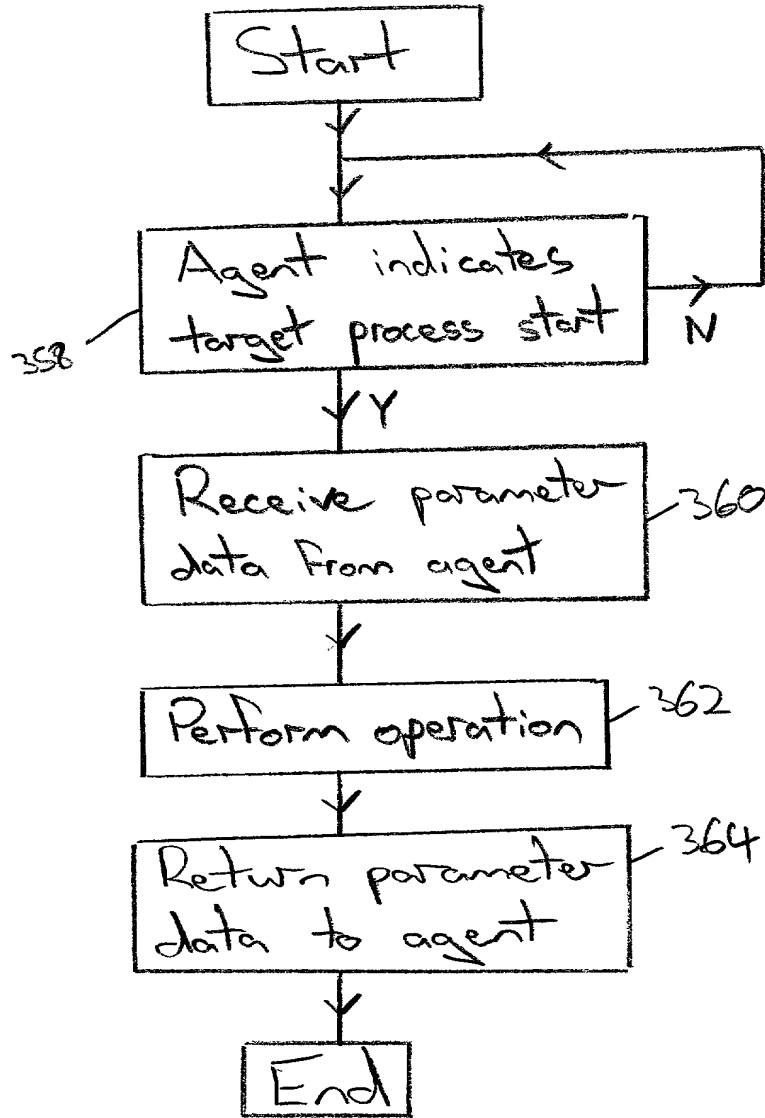 Start
Agent indicates
target process start
N
358
Y
Receive parameter
data from agent
360
Perform operation
362
Return parameter
data to agent
364
End